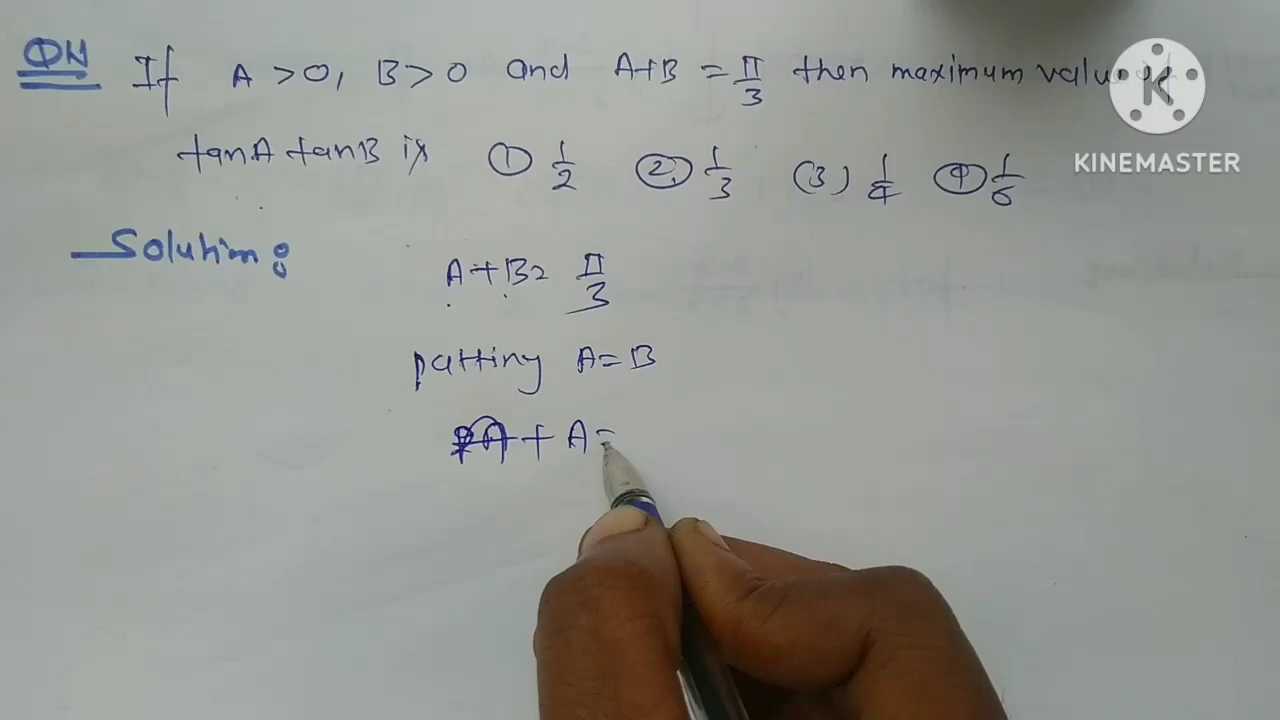 QN If A >0, B>0 and A+B = π/3 then maximum value of
tanA tanB is ① 1/2 ② 1/3 (3) 1/4 ④ 1/6
K
KINEMASTER
Solution:
A+B= π/3
putting A=B
A + A=